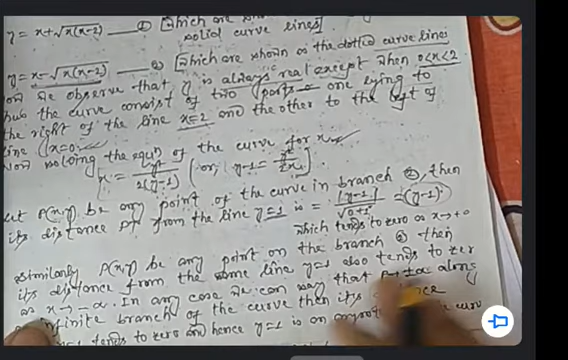 y = x+√x(x-2) —— ① [which are
solid curve lines]
y = x-√x(x-2) —— ② [which are shown as the dotted curve lines
we observe that y is always real except when 0<x<2
the curve consist of two parts one lying to
the right of the line x=2 and the other to the left of
line x=0.
Now solving the eqn of the curve for x
x = y²/2(y-1) [or, y-1 = y²/2x]
Let P(x,y) be any point of the curve in branch ②, then
its distance from the line y=1 is = |y-1|/√0+1² = (y-1)
which tends to zero as x→
Similarly P(x,y) be any point on the branch then
its distance from the same line y=1 also tends to zero
as x→-α. In any case we can say that along
infinite branch of the curve then its distance
tends to zero and hence y=1 is an